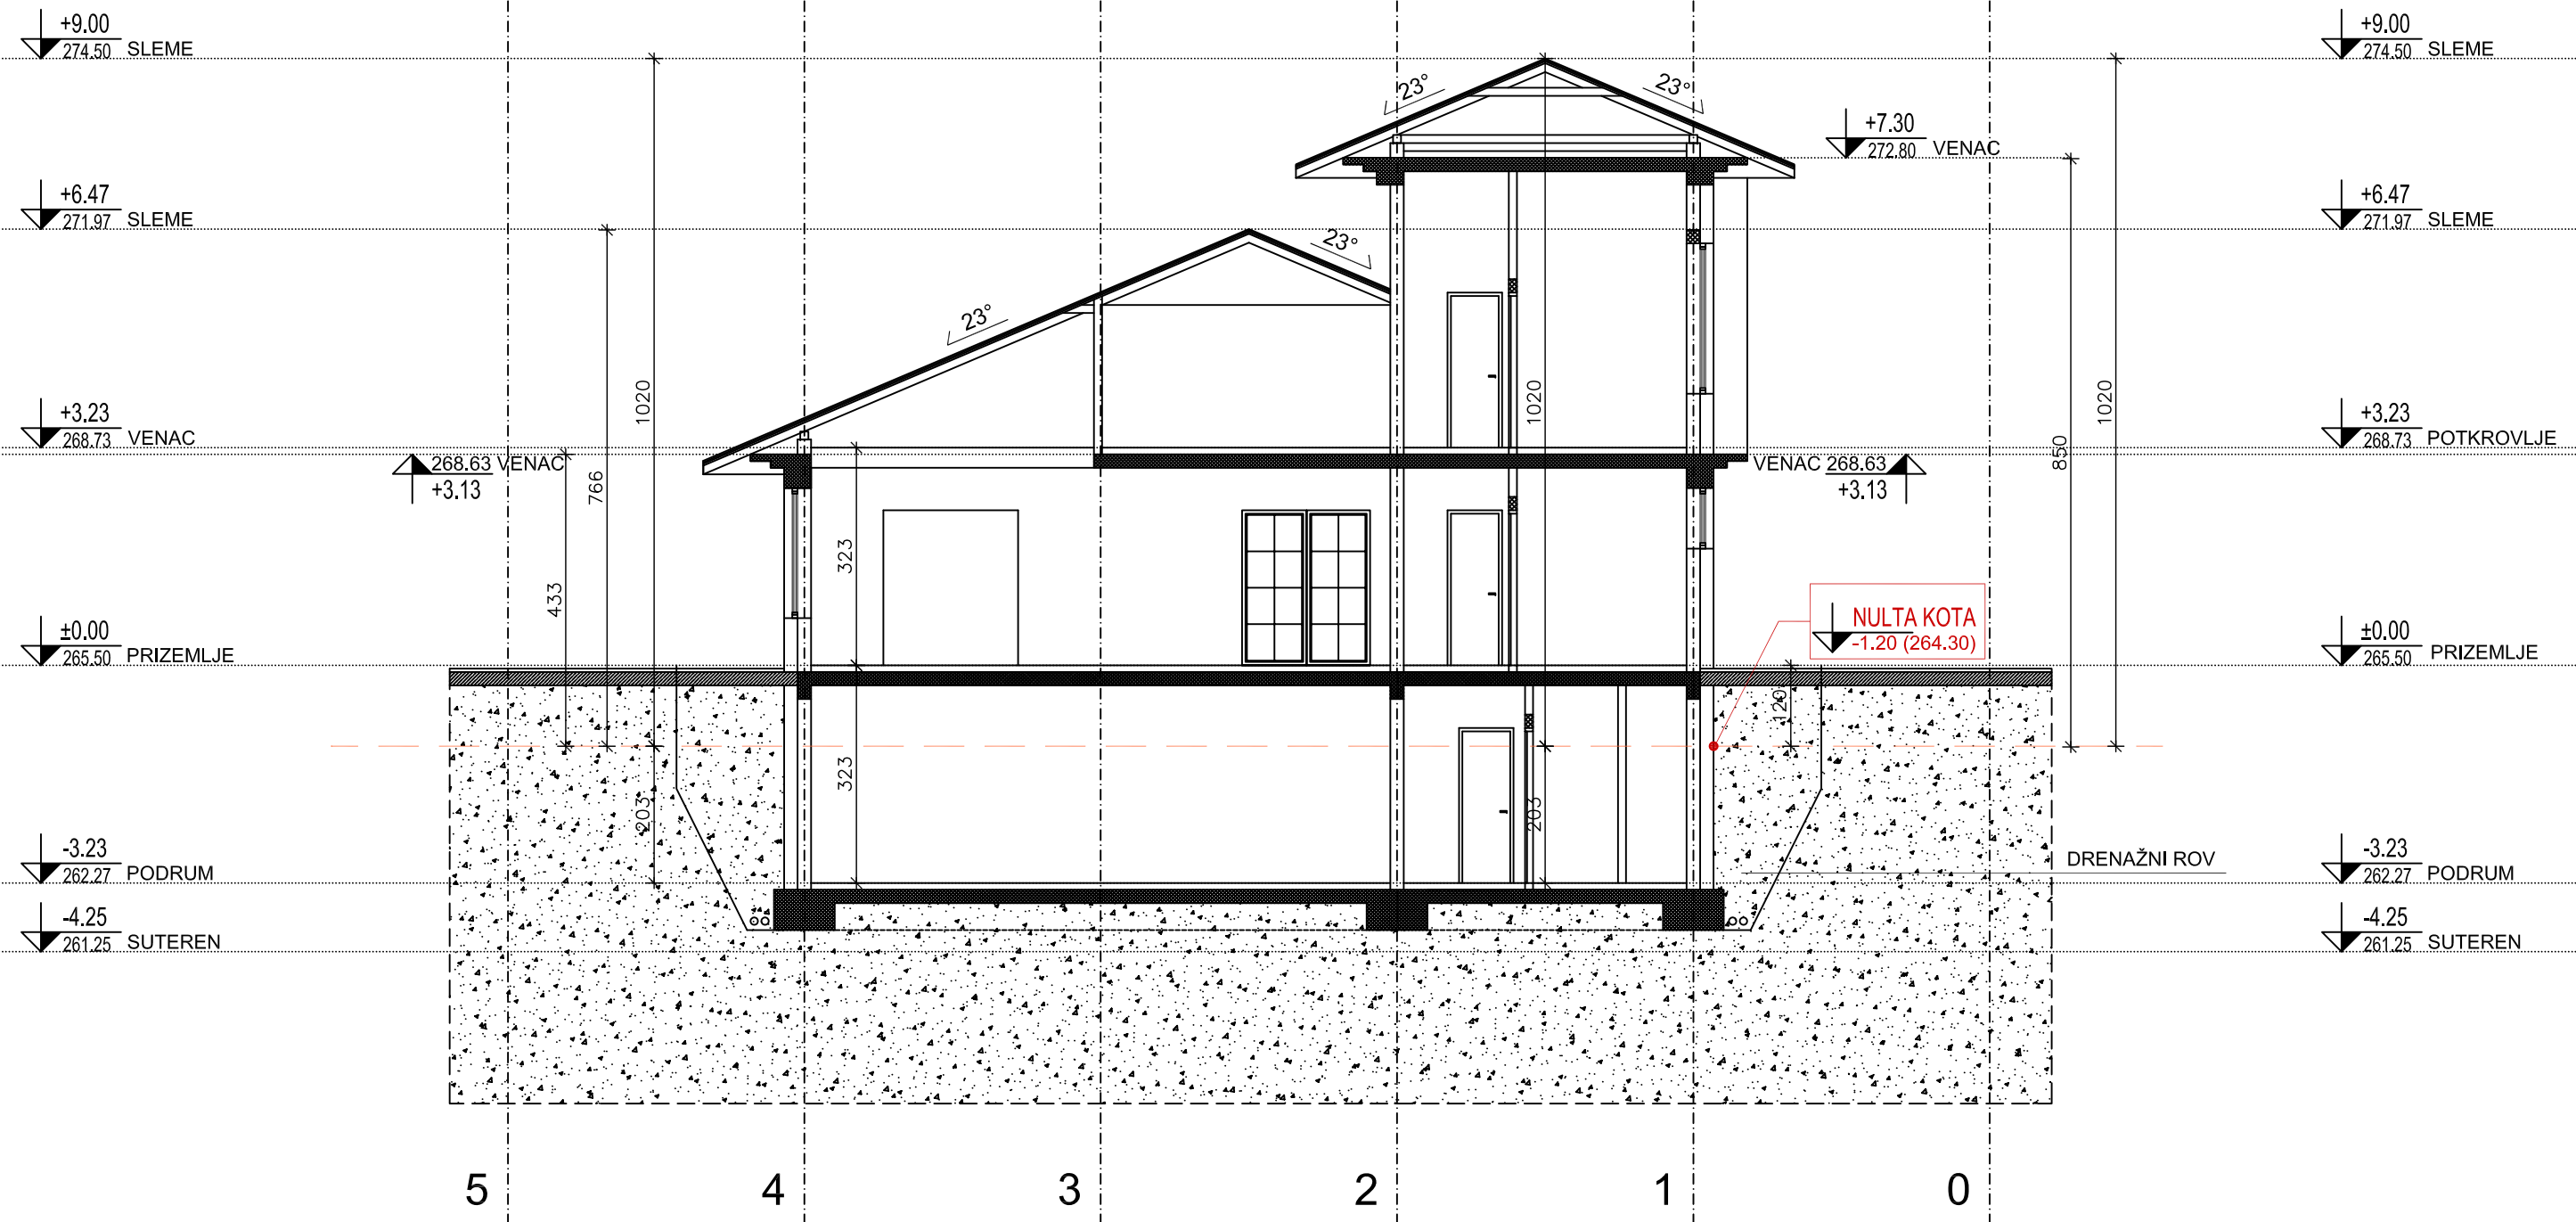 +9.00
274.50 SLEME
+9.00
274.50 SLEME
23°
23°
+7.30
272.80 VENAC
+6.47
271.97 SLEME
+6.47
271.97 SLEME
23°
23°
1020
1020
1020
+3.23
268.73 VENAC
+3.23
268.73 POTKROVLJE
268.63 VENAC
+3.13
VENAC 268.63
+3.13
850
766
323
433
NULTA KOTA
-1.20 (264.30)
±0.00
265.50 PRIZEMLJE
±0.00
265.50 PRIZEMLJE
120
323
203
203
-3.23
262.27 PODRUM
DRENAŽNI ROV
-3.23
262.27 PODRUM
-4.25
261.25 SUTEREN
-4.25
261.25 SUTEREN
5 4 3 2 1 0